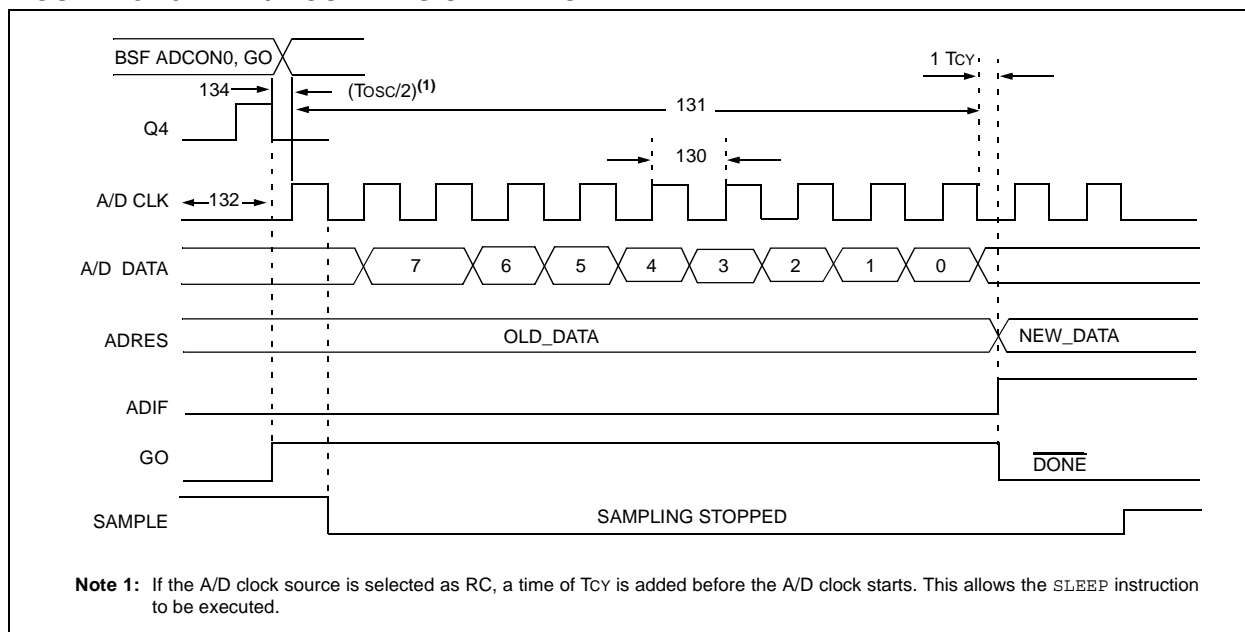 BSF ADCON0, GO
1 TCY
134
(TOSC/2)(1)
131
Q4
130
A/D CLK
132
A/D DATA
7 6 5 4 3 2 1 0
ADRES
OLD_DATA
NEW_DATA
ADIF
GO
DONE
SAMPLE
SAMPLING STOPPED
Note 1: If the A/D clock source is selected as RC, a time of TCY is added before the A/D clock starts. This allows the SLEEP instruction
to be executed.